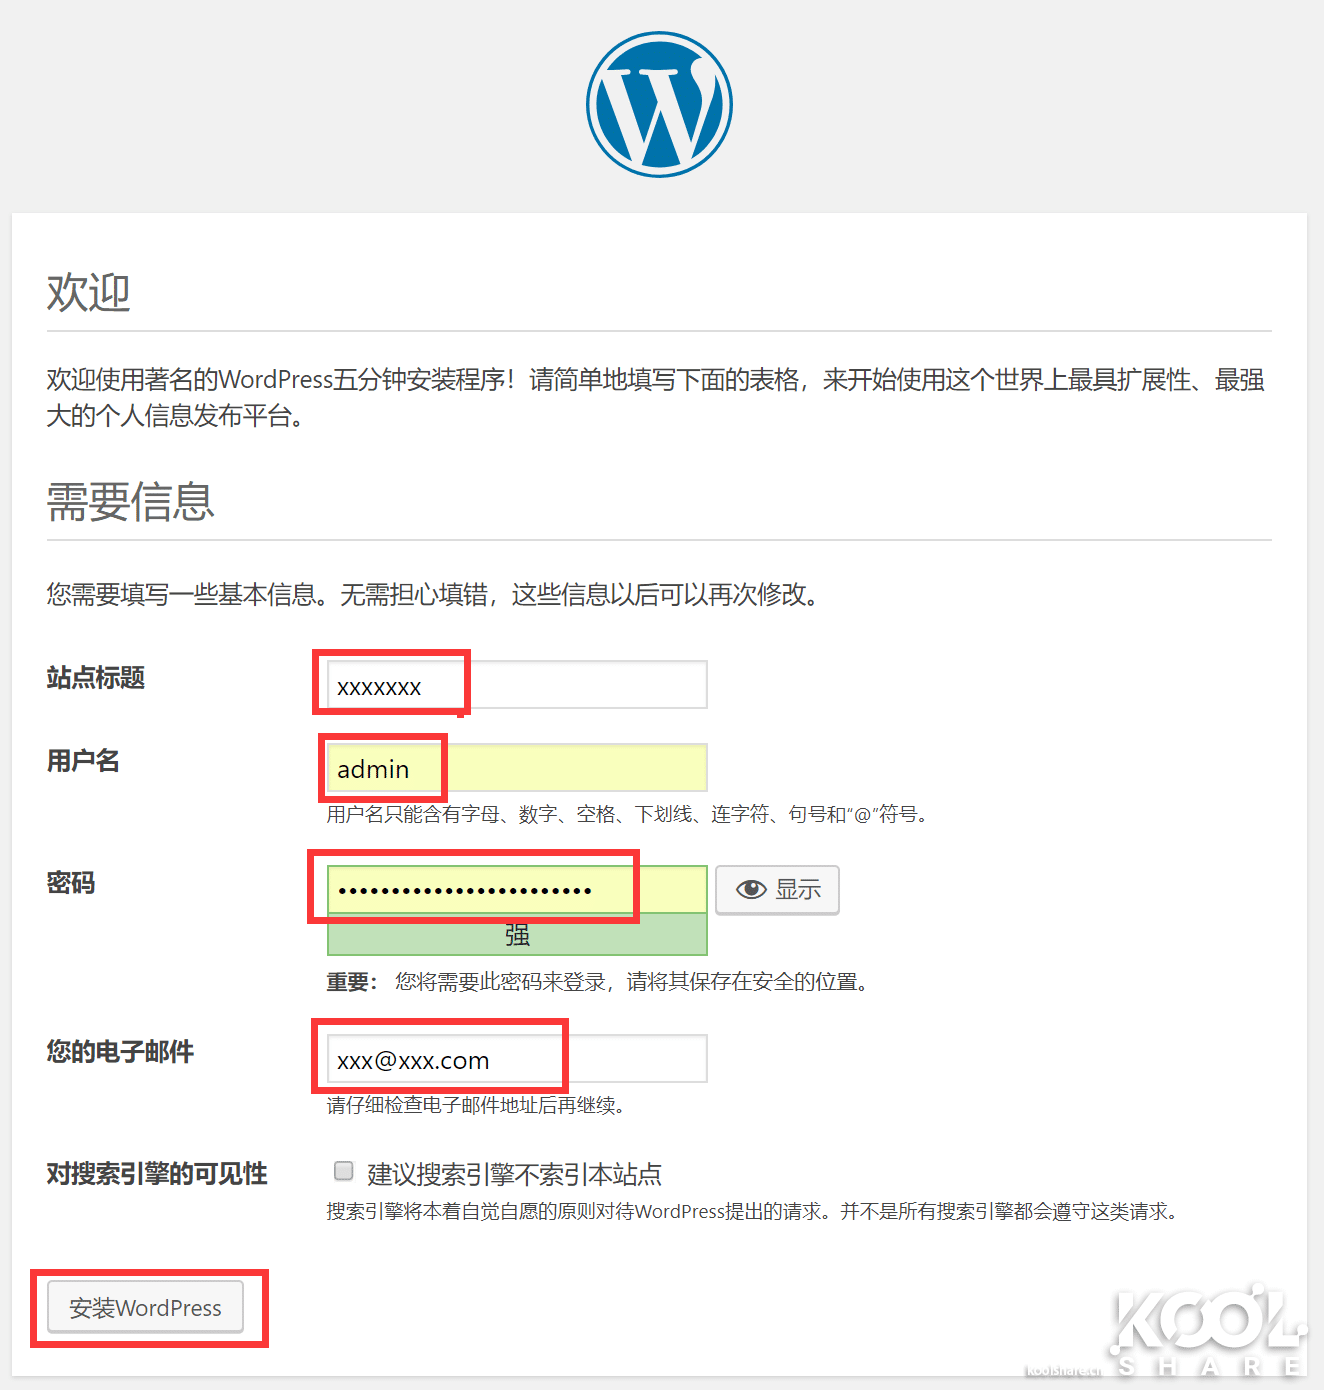 欢迎
欢迎使用著名的WordPress五分钟安装程序！请简单地填写下面的表格，来开始使用这个世界上最具扩展性、最强
大的个人信息发布平台。
需要信息
您需要填写一些基本信息。无需担心填错，这些信息以后可以再次修改。
站点标题
xxxxxxx
用户名
admin
用户名只能含有字母、数字、空格、下划线、连字符、句号和“@”符号。
密码
••••••••••••••••••••••••
显示
强
重要： 您将需要此密码来登录，请将其保存在安全的位置。
您的电子邮件
xxx@xxx.com
请仔细检查电子邮件地址后再继续。
对搜索引擎的可见性
建议搜索引擎不索引本站点
搜索引擎将本着自觉自愿的原则对待WordPress提出的请求。并不是所有搜索引擎都会遵守这类请求。
安装WordPress
KOOL
SHARE
koolshare.cn